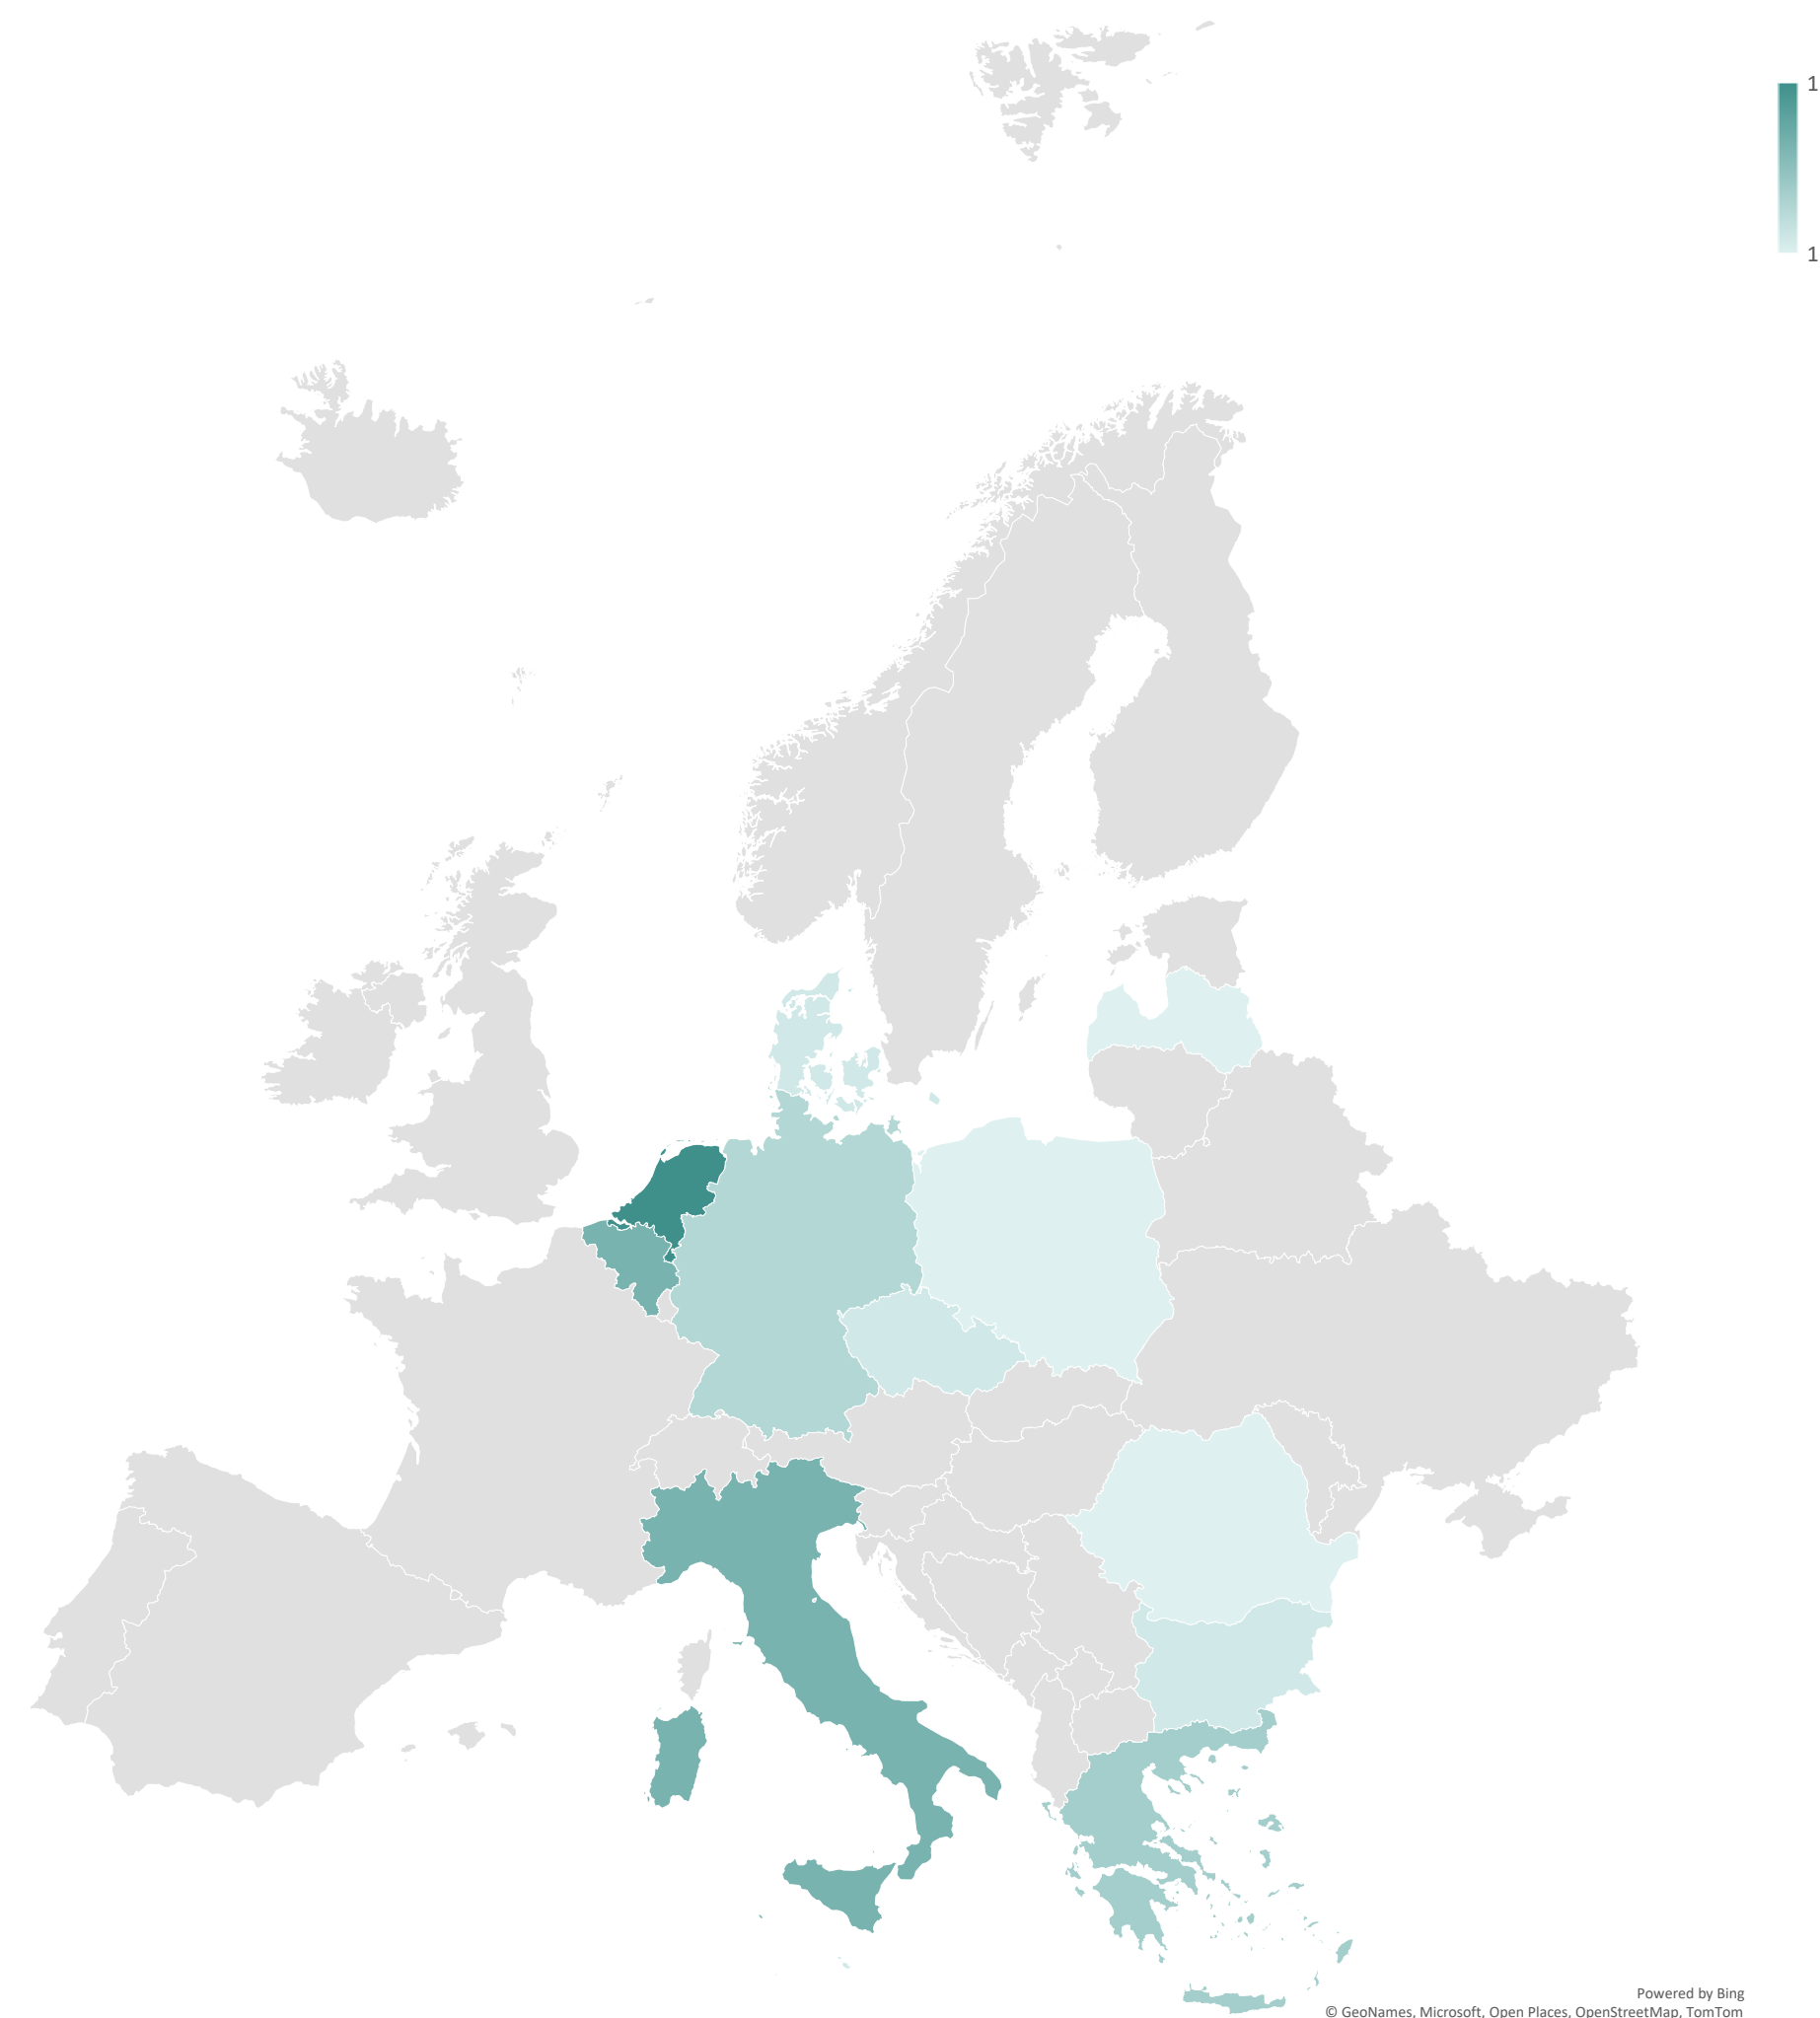 1
1
Powered by Bing
© GeoNames, Microsoft, Open Places, OpenStreetMap, TomTom